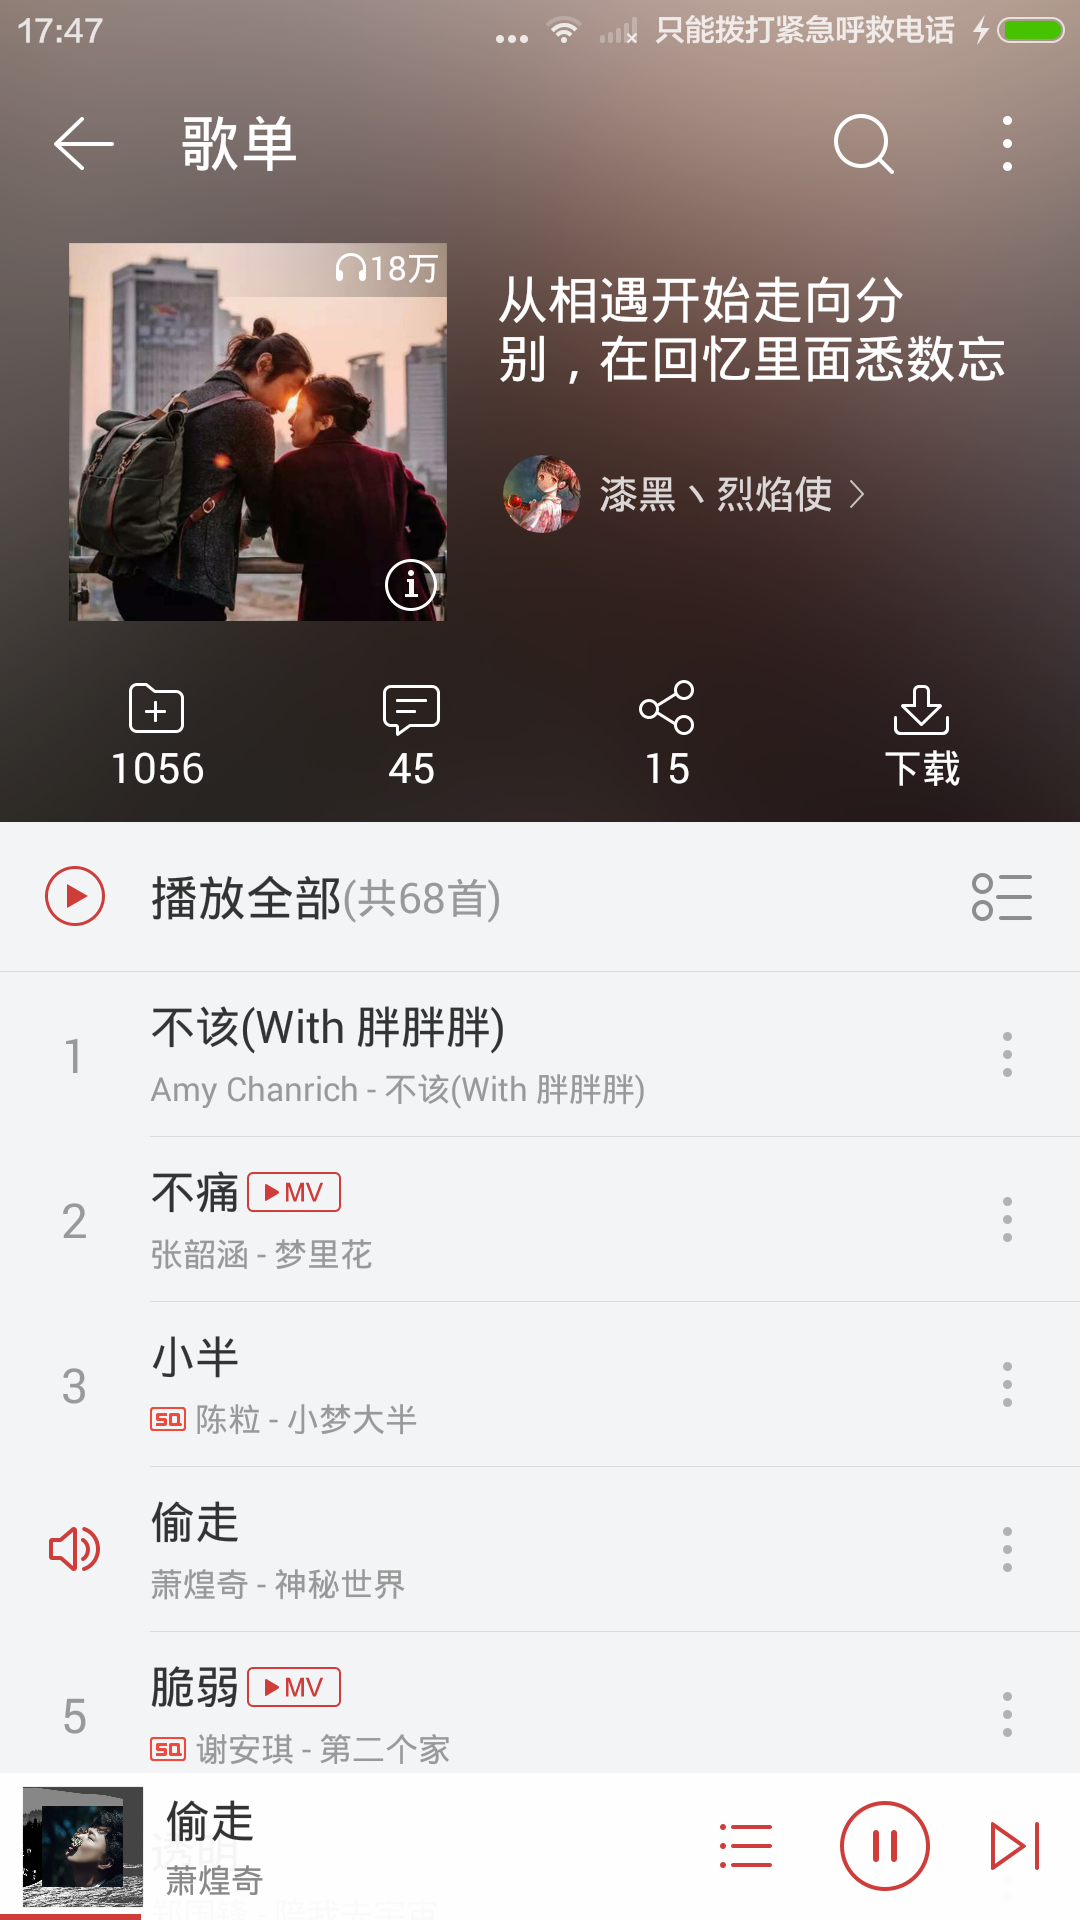 17:47
只能拨打紧急呼救电话
歌单
18万
从相遇开始走向分
别，在回忆里面悉数忘
漆黑丶烈焰使
1056
45
15
下载
播放全部(共68首)
1
不该(With 胖胖胖)
Amy Chanrich - 不该(With 胖胖胖)
2
不痛 MV
张韶涵 - 梦里花
3
小半
SQ 陈粒 - 小梦大半
偷走
萧煌奇 - 神秘世界
5
脆弱 MV
SQ 谢安琪 - 第二个家
偷走
透明
萧煌奇